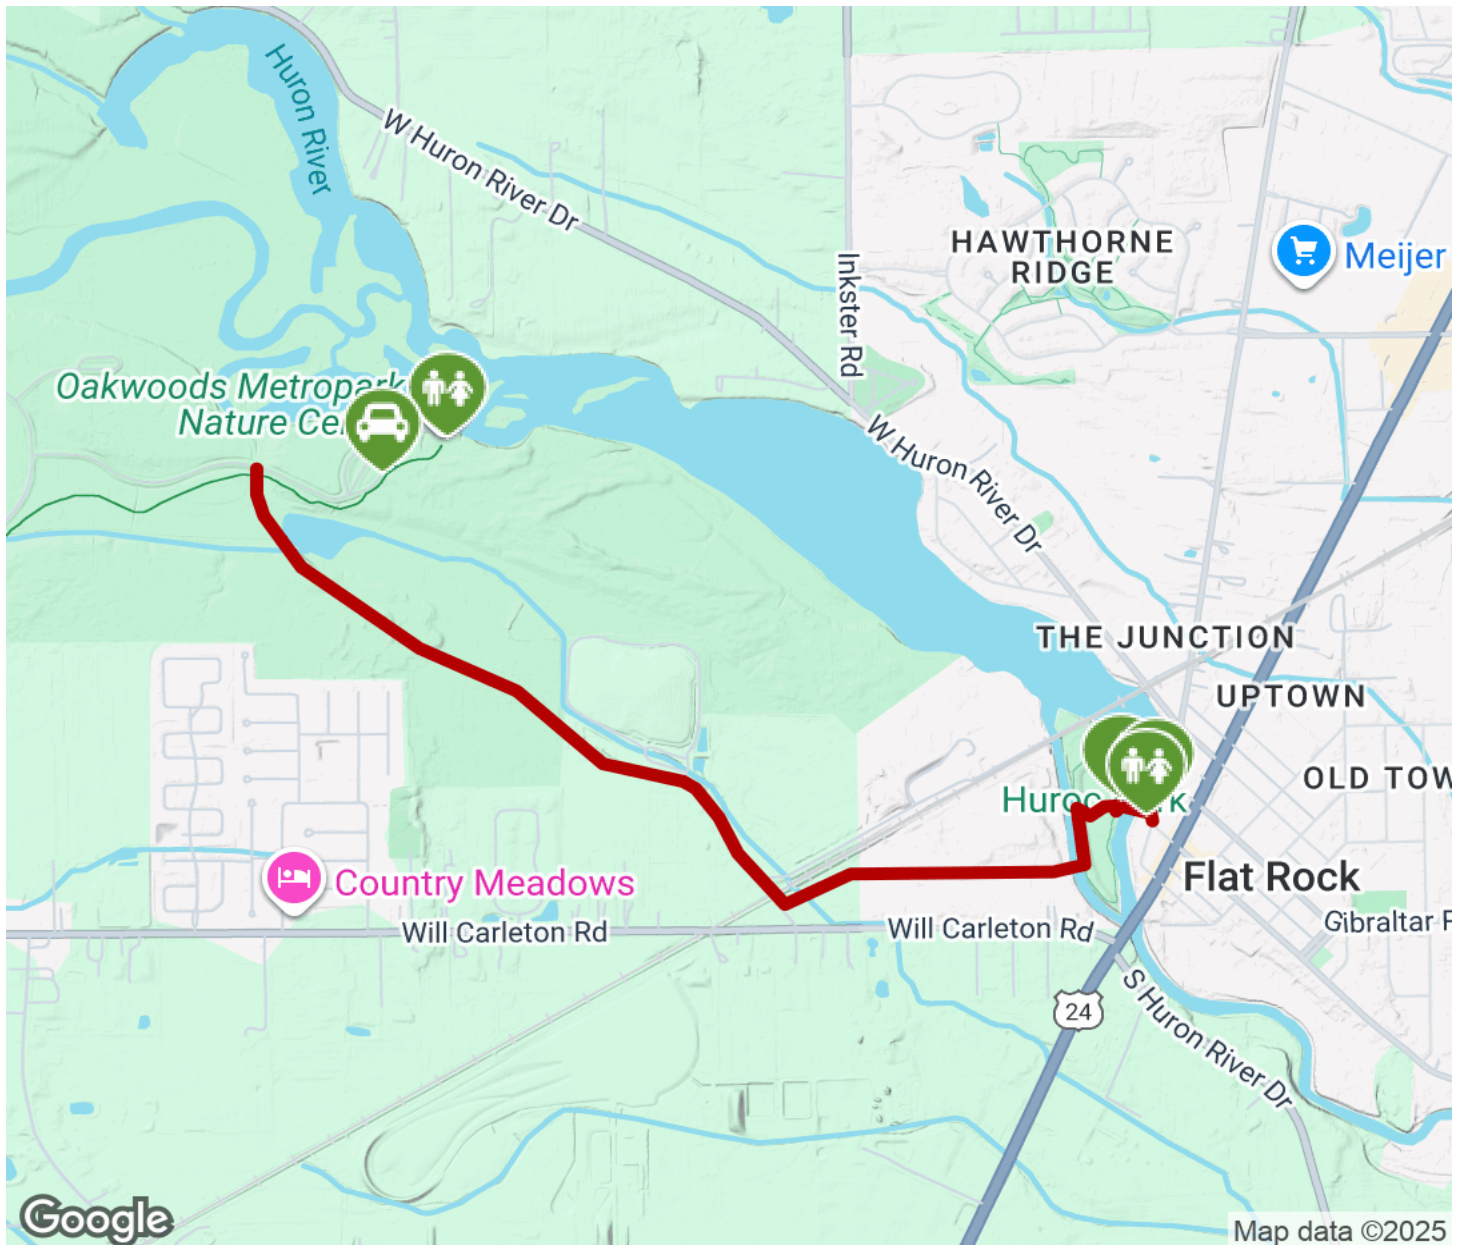 Huron River
W Huron River Dr
HAWTHORNE
RIDGE
Meijer
Inkster Rd
Oakwoods Metropark
Nature Ce
W Huron River Dr
THE JUNCTION
UPTOWN
OLD TOW
Huroc
rk
Flat Rock
Country Meadows
Gibraltar
Will Carleton Rd
Will Carleton Rd
24
S Huron River Dr
Google
Map data ©2025